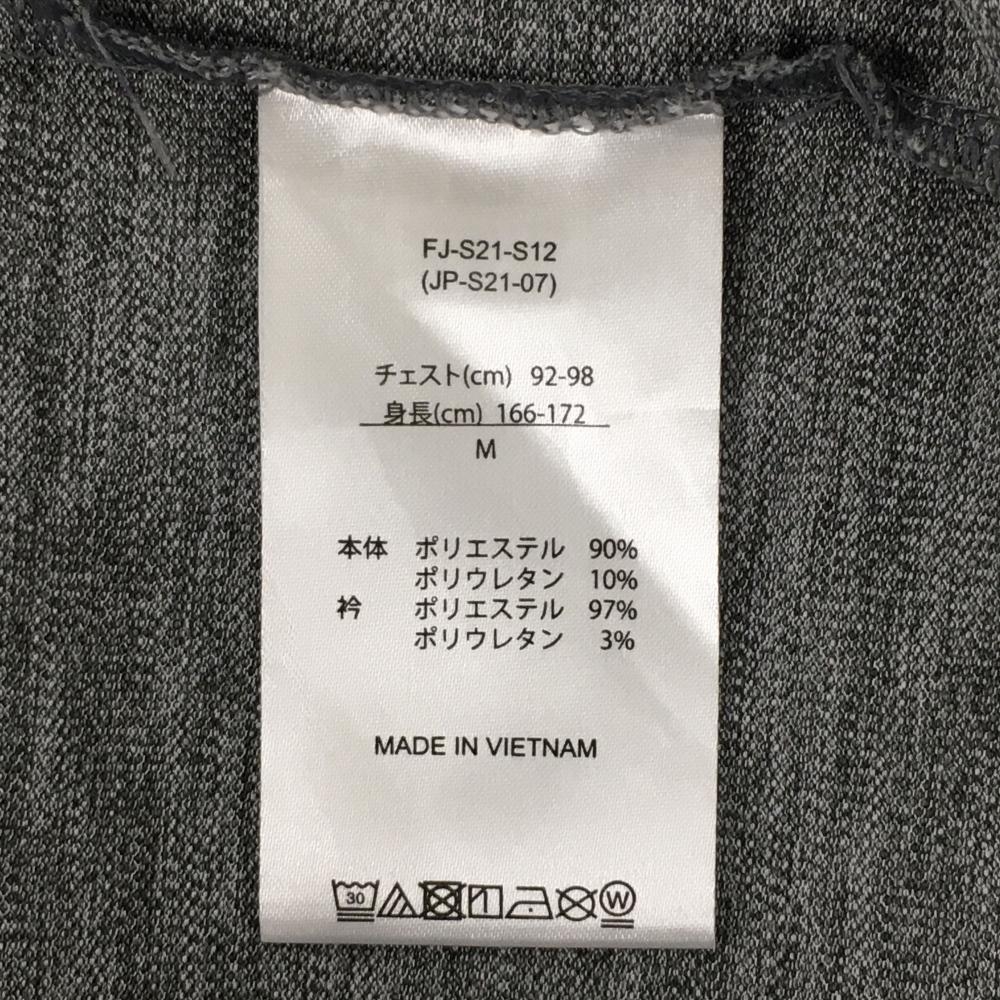 FJ-S21-S12
(JP-S21-07)
チェスト(cm) 92-98
身長(cm) 166-172
M
本体 ポリエステル 90%
ポリウレタン 10%
衿 ポリエステル 97%
ポリウレタン 3%
MADE IN VIETNAM
30
W